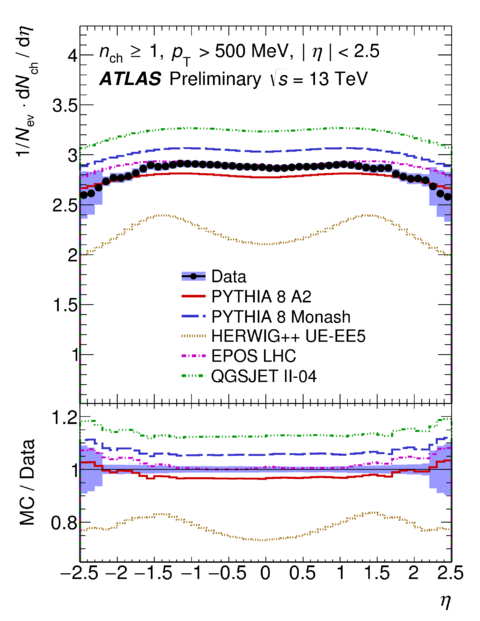 n_ch ≥ 1, p_T > 500 MeV, | η | < 2.5
ATLAS Preliminary √s = 13 TeV
1/N_ev · dN_ch / dη
4
3.5
3
2.5
2
1.5
1
Data
PYTHIA 8 A2
PYTHIA 8 Monash
HERWIG++ UE-EE5
EPOS LHC
QGSJET II-04
MC / Data
1.2
1
0.8
−2.5 −2 −1.5 −1 −0.5 0 0.5 1 1.5 2 2.5
η